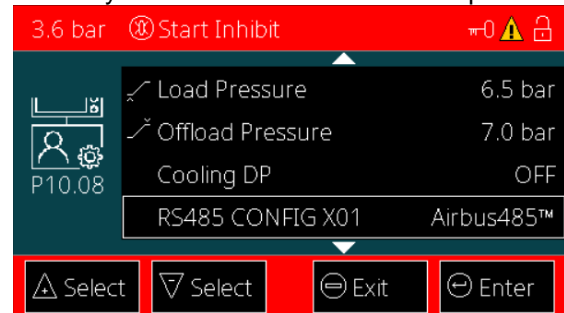 3.6 bar Start Inhibit 0
Load Pressure 6.5 bar
Offload Pressure 7.0 bar
P10.08
Cooling DP OFF
RS485 CONFIG X01 Airbus485™
Select Select Exit Enter